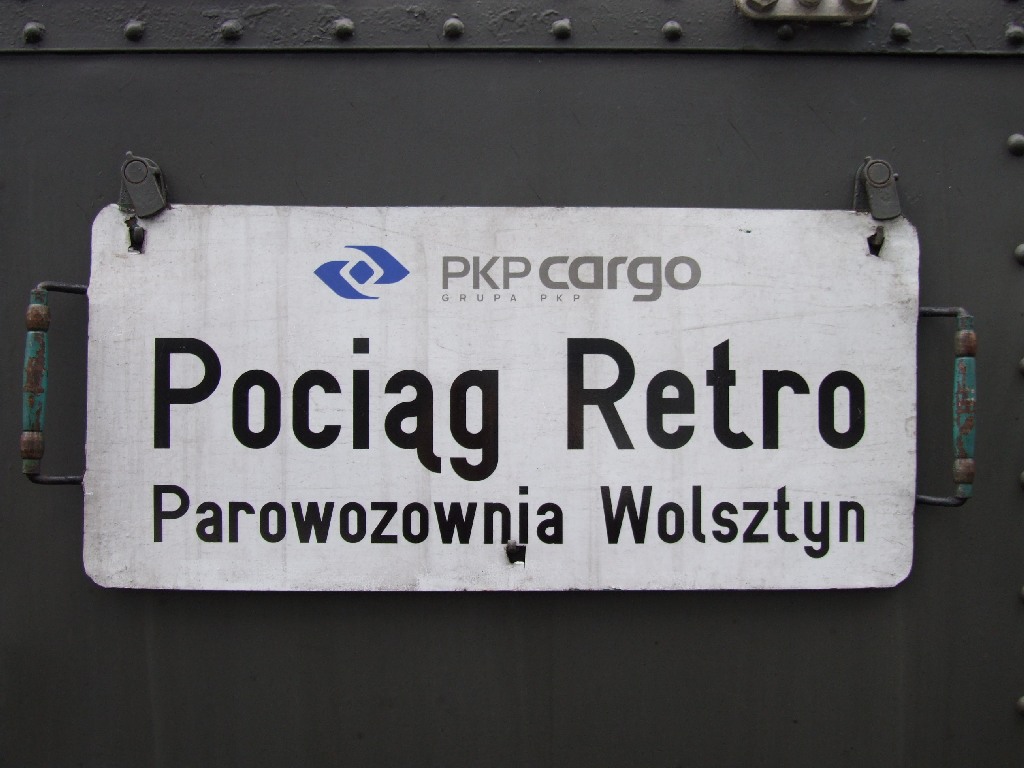 PKP cargo
GRUPA PKP
Pociąg Retro
Parowozownia Wolsztyn